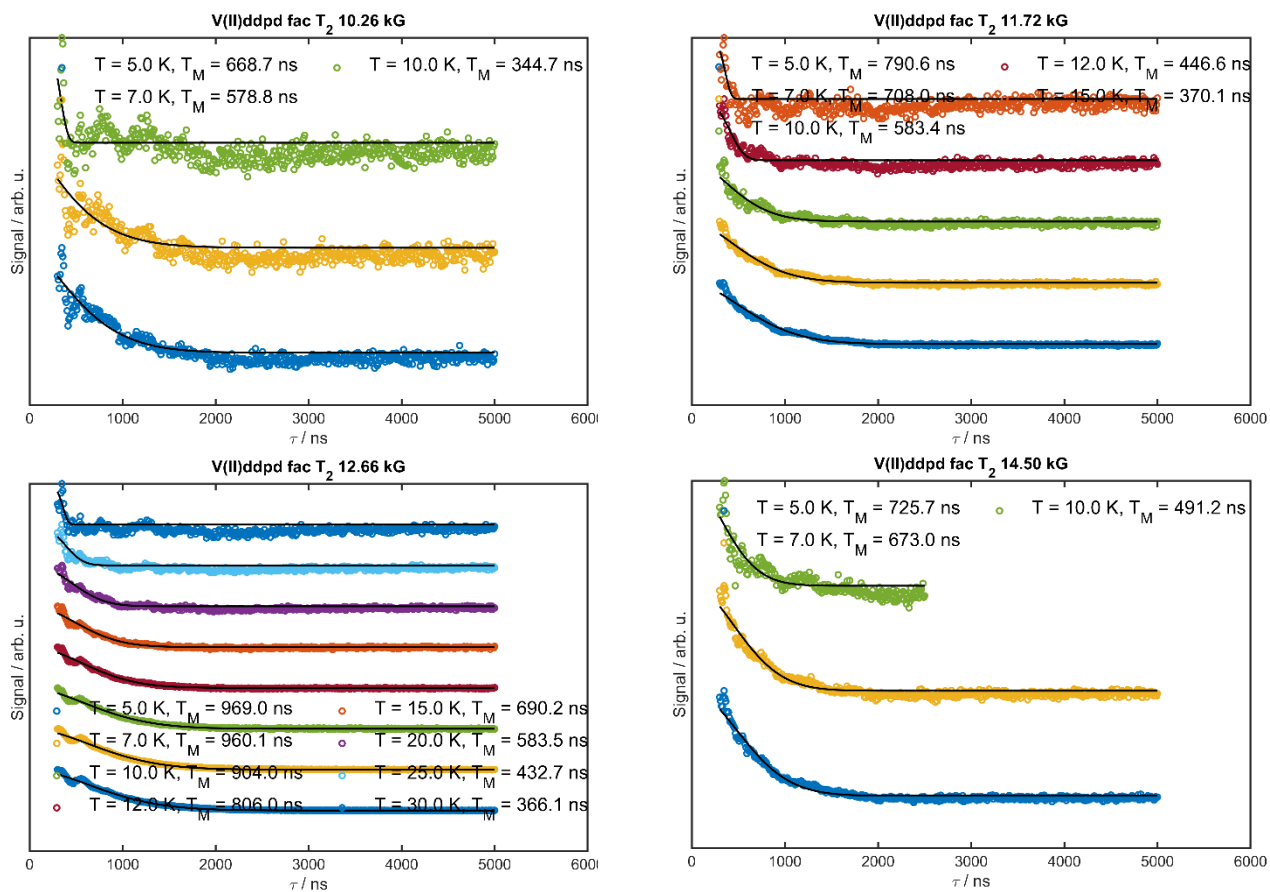 V(II)ddpd fac T2 10.26 kG
T = 5.0 K, TM = 668.7 ns
T = 10.0 K, TM = 344.7 ns
T = 7.0 K, TM = 578.8 ns
Signal / arb. u.
0 1000 2000 3000 4000 5000 6000
τ / ns
V(II)ddpd fac T2 11.72 kG
T = 5.0 K, TM = 790.6 ns
T = 12.0 K, TM = 446.6 ns
T = 7.0 K, TM = 708.0 ns
T = 15.0 K, TM = 370.1 ns
T = 10.0 K, TM = 583.4 ns
Signal / arb. u.
0 1000 2000 3000 4000 5000 6000
τ / ns
V(II)ddpd fac T2 12.66 kG
T = 5.0 K, TM = 969.0 ns
T = 15.0 K, TM = 690.2 ns
T = 7.0 K, TM = 960.1 ns
T = 20.0 K, TM = 583.5 ns
T = 10.0 K, TM = 904.0 ns
T = 25.0 K, TM = 432.7 ns
T = 12.0 K, TM = 806.0 ns
T = 30.0 K, TM = 366.1 ns
Signal / arb. u.
0 1000 2000 3000 4000 5000 600
τ / ns
V(II)ddpd fac T2 14.50 kG
T = 5.0 K, TM = 725.7 ns
T = 10.0 K, TM = 491.2 ns
T = 7.0 K, TM = 673.0 ns
Signal / arb. u.
0 1000 2000 3000 4000 5000 6000
τ / ns